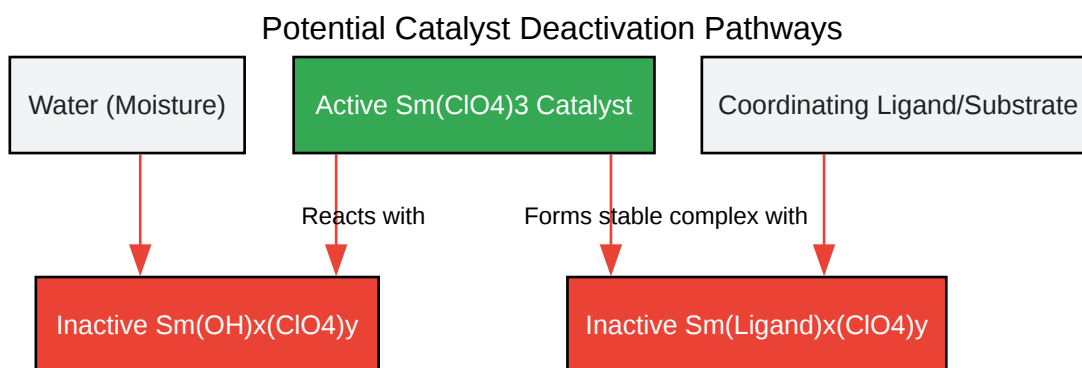 Potential Catalyst Deactivation Pathways
Water (Moisture)
Active Sm(ClO4)3 Catalyst
Coordinating Ligand/Substrate
Reacts with
Forms stable complex with
Inactive Sm(OH)x(ClO4)y
Inactive Sm(Ligand)x(ClO4)y